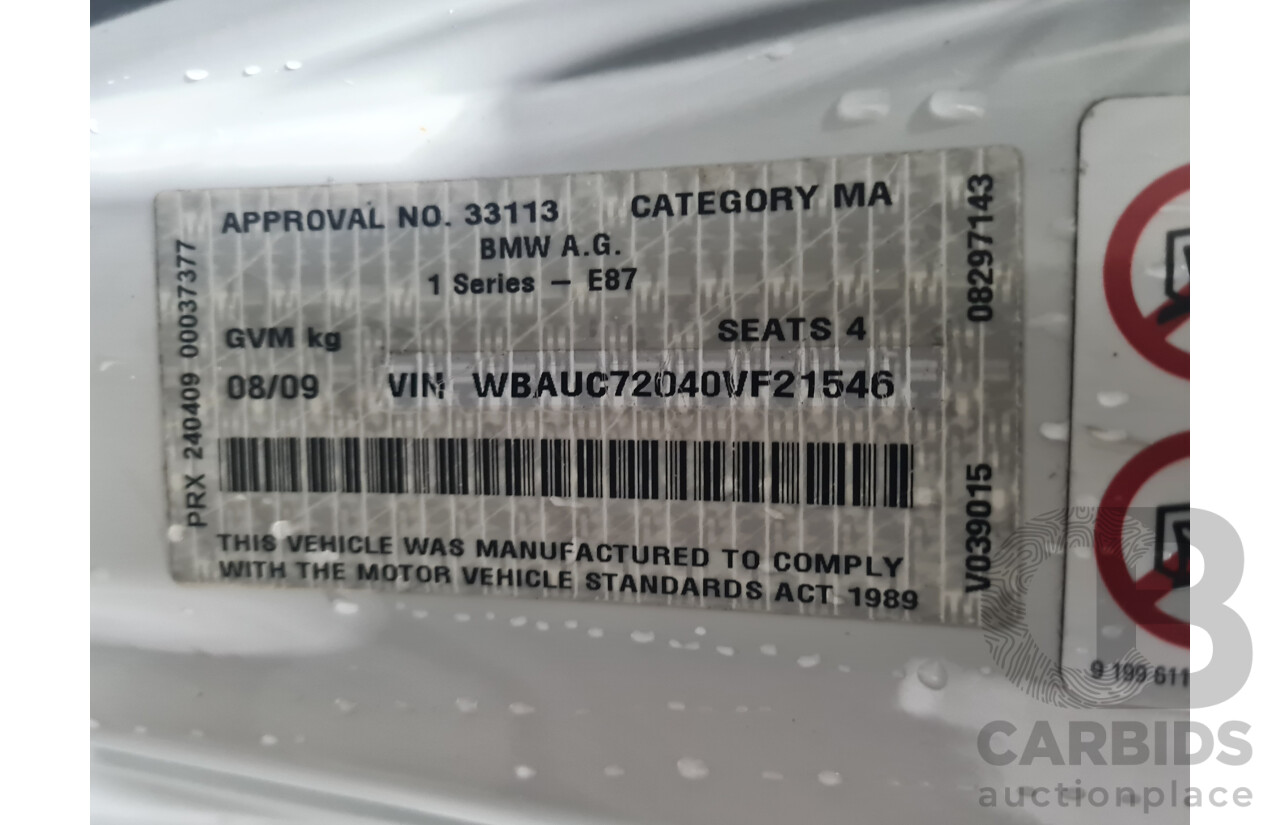 APPROVAL NO. 33113 CATEGORY MA
BMW A.G.
1 Series – E87
GVM kg SEATS 4
08/09 VIN WBAUC72040VF21546
THIS VEHICLE WAS MANUFACTURED TO COMPLY
WITH THE MOTOR VEHICLE STANDARDS ACT 1989
PRX 240409 00037377
V039015 08297143
9 199 611
CARBIDS
auctionplace